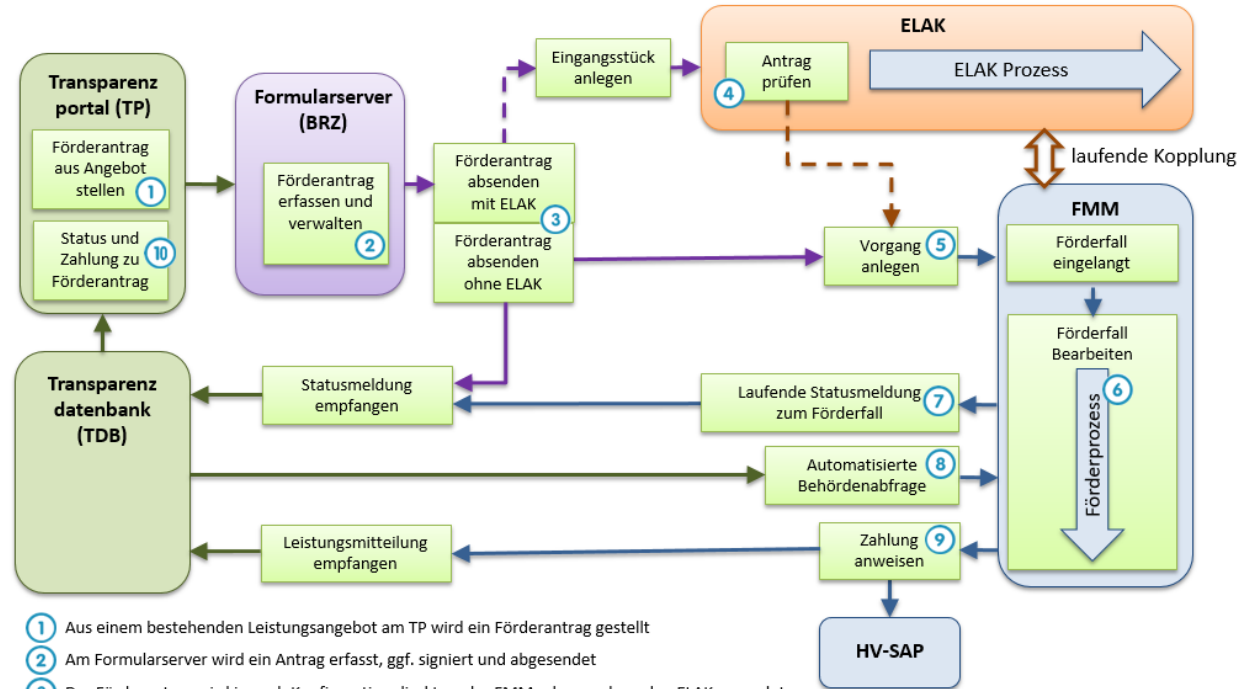 ELAK
Eingangsstück
anlegen
Antrag
prüfen
4
ELAK Prozess
Transparenz
portal (TP)
Förderantrag
aus Angebot
stellen
1
Status und
Zahlung zu
Förderantrag
10
Formularserver
(BRZ)
Förderantrag
erfassen und
verwalten
2
Förderantrag
absenden
mit ELAK
3
Förderantrag
absenden
ohne ELAK
laufende Kopplung
Vorgang
anlegen
5
FMM
Förderfall
eingelangt
Förderfall
Bearbeiten
6
Förderprozess
Transparenz
datenbank
(TDB)
Statusmeldung
empfangen
Laufende Statusmeldung
zum Förderfall
7
Automatisierte
Behördenabfrage
8
Leistungsmitteilung
empfangen
Zahlung
anweisen
9
HV-SAP
1 Aus einem bestehenden Leistungsangebot am TP wird ein Förderantrag gestellt
2 Am Formularserver wird ein Antrag erfasst, ggf. signiert und abgesendet